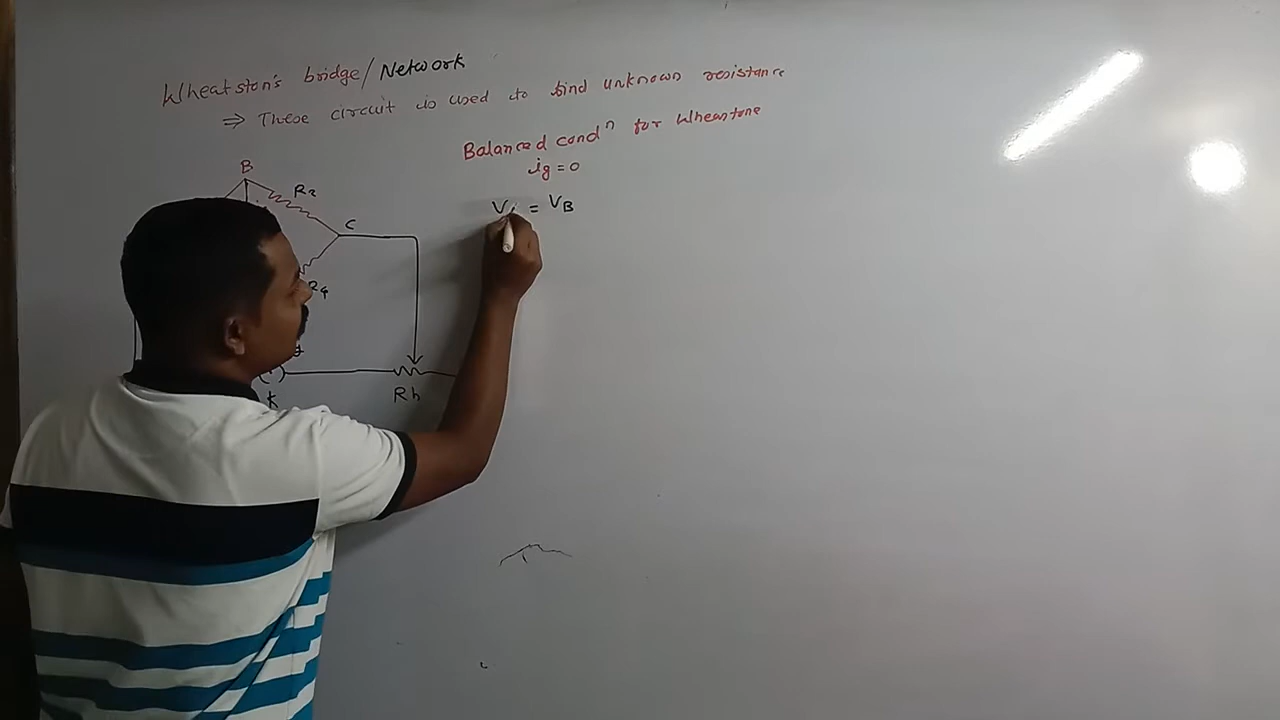 Wheatston's bridge/Network
⇒ These circuit is used to find unknown resistance
Balanced condⁿ for Wheastone
ig = 0
V = VB
B
R2
C
R4
K
Rh